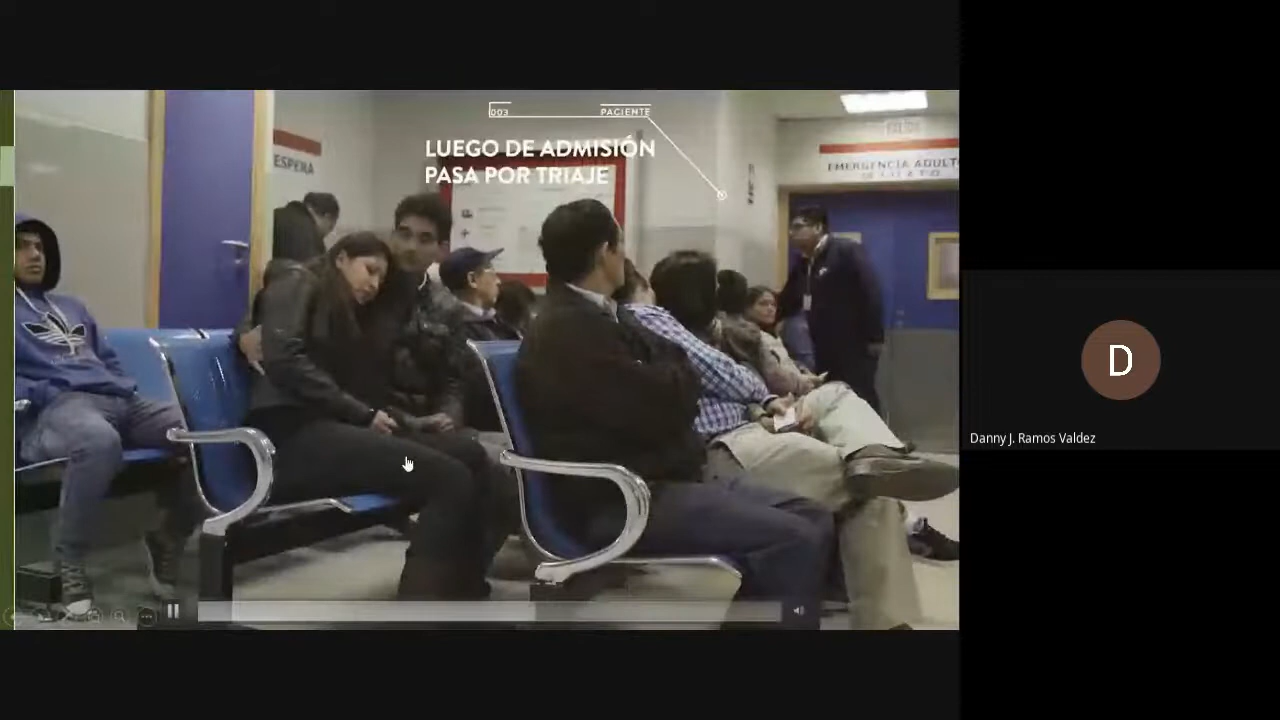 003
PACIENTE
LUEGO DE ADMISIÓN
PASA POR TRIAJE
ESPERA
EMERGENCIA ADULTO
D
Danny J. Ramos Valdez